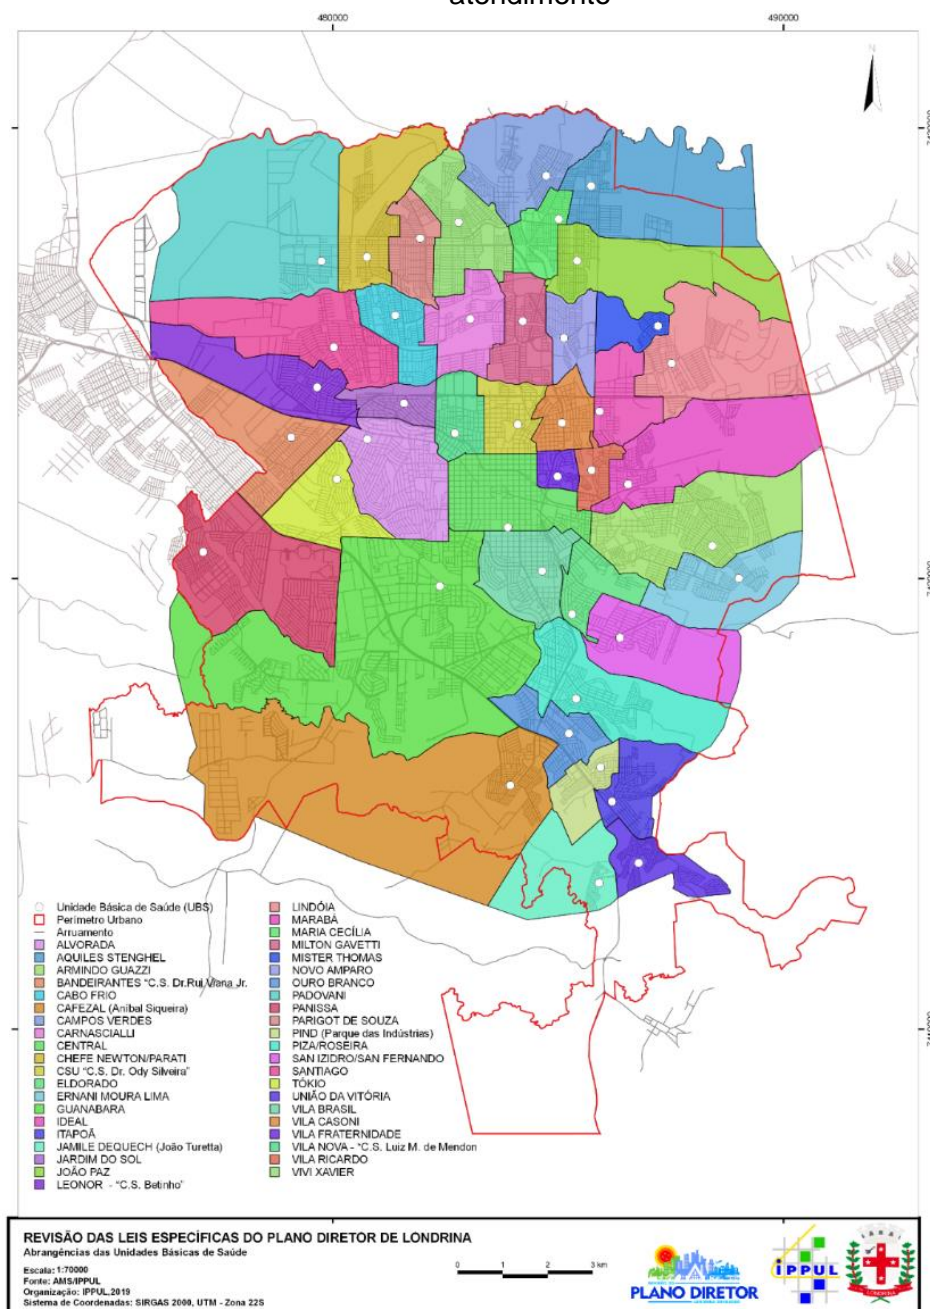 atendimento
480000
490000
N
7420000
7420000
7410000
Unidade Básica de Saúde (UBS)
Perímetro Urbano
Arruamento
ALVORADA
AQUILES STENGHEL
ARMINDO GUAZZI
BANDEIRANTES "C.S. Dr.Rui Viana Jr.
CABO FRIO
CAFEZAL (Aníbal Siqueira)
CAMPOS VERDES
CARNASCIALLI
CENTRAL
CHEFE NEWTON/PARATI
CSU "C.S. Dr. Ody Silveira"
ELDORADO
ERNANI MOURA LIMA
GUANABARA
IDEAL
ITAPOÃ
JAMILE DEQUECH (João Turetta)
JARDIM DO SOL
JOÃO PAZ
LEONOR - "C.S. Betinho"
LINDÓIA
MARABÁ
MARIA CECÍLIA
MILTON GAVETTI
MISTER THOMAS
NOVO AMPARO
OURO BRANCO
PADOVANI
PANISSA
PARIGOT DE SOUZA
PIND (Parque das Indústrias)
PIZA/ROSEIRA
SAN IZIDRO/SAN FERNANDO
SANTIAGO
TÓKIO
UNIÃO DA VITÓRIA
VILA BRASIL
VILA CASONI
VILA FRATERNIDADE
VILA NOVA - "C.S. Luiz M. de Mendon
VILA RICARDO
VIVI XAVIER
REVISÃO DAS LEIS ESPECÍFICAS DO PLANO DIRETOR DE LONDRINA
Abrangências das Unidades Básicas de Saúde
Escala: 1:70000
Fonte: AMS/IPPUL
Organização: IPPUL,2019
Sistema de Coordenadas: SIRGAS 2000, UTM - Zona 22S
0 1 2 3 km
PLANO DIRETOR
IPPUL
LONDRINA